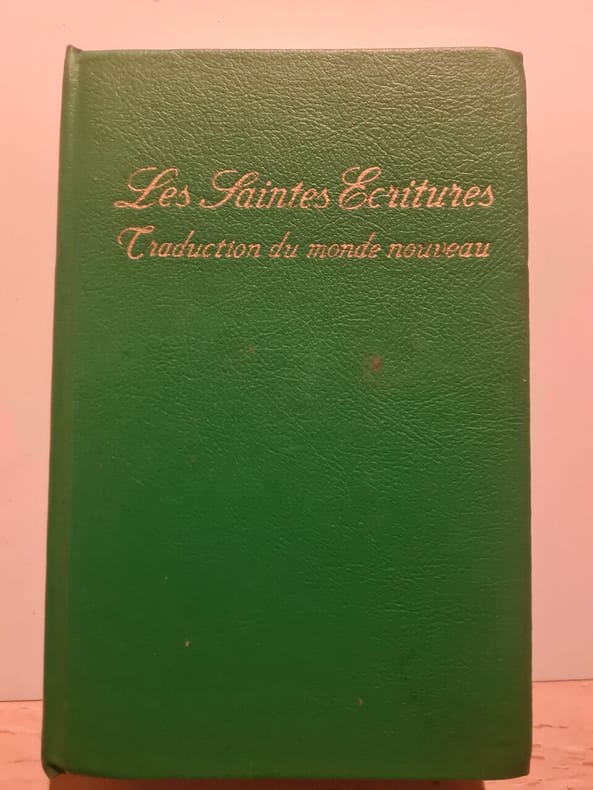 Les Saintes Ecritures
Traduction du monde nouveau